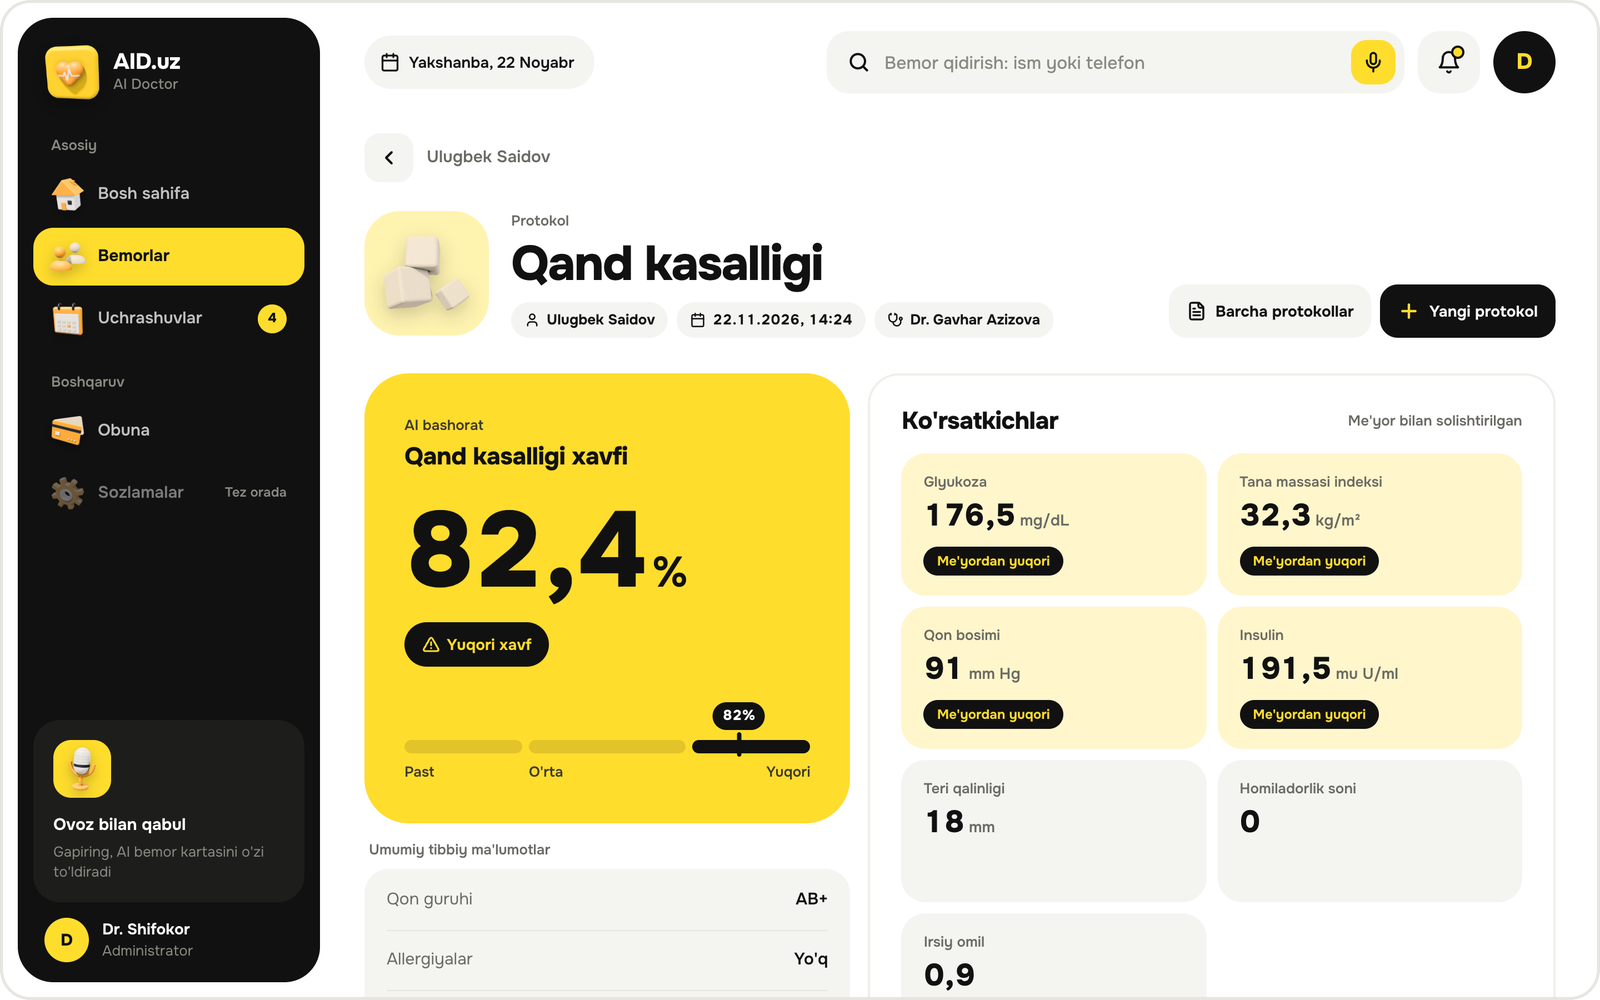 AID.uz
AI Doctor
Asosiy
Bosh sahifa
Bemorlar
Uchrashuvlar 4
Boshqaruv
Obuna
Sozlamalar Tez orada
Ovoz bilan qabul
Gapiring, AI bemor kartasini o'zi
to'ldiradi
D
Dr. Shifokor
Administrator
Yakshanba, 22 Noyabr
Bemor qidirish: ism yoki telefon
D
Ulugbek Saidov
Protokol
Qand kasalligi
Ulugbek Saidov
22.11.2026, 14:24
Dr. Gavhar Azizova
Barcha protokollar
Yangi protokol
AI bashorat
Qand kasalligi xavfi
82,4%
Yuqori xavf
82%
Past O'rta Yuqori
Umumiy tibbiy ma'lumotlar
Qon guruhi AB+
Allergiyalar Yo'q
Ko'rsatkichlar
Me'yor bilan solishtirilgan
Glyukoza
176,5 mg/dL
Me'yordan yuqori
Tana massasi indeksi
32,3 kg/m²
Me'yordan yuqori
Qon bosimi
91 mm Hg
Me'yordan yuqori
Insulin
191,5 mu U/ml
Me'yordan yuqori
Teri qalinligi
18 mm
Homiladorlik soni
0
Irsiy omil
0,9